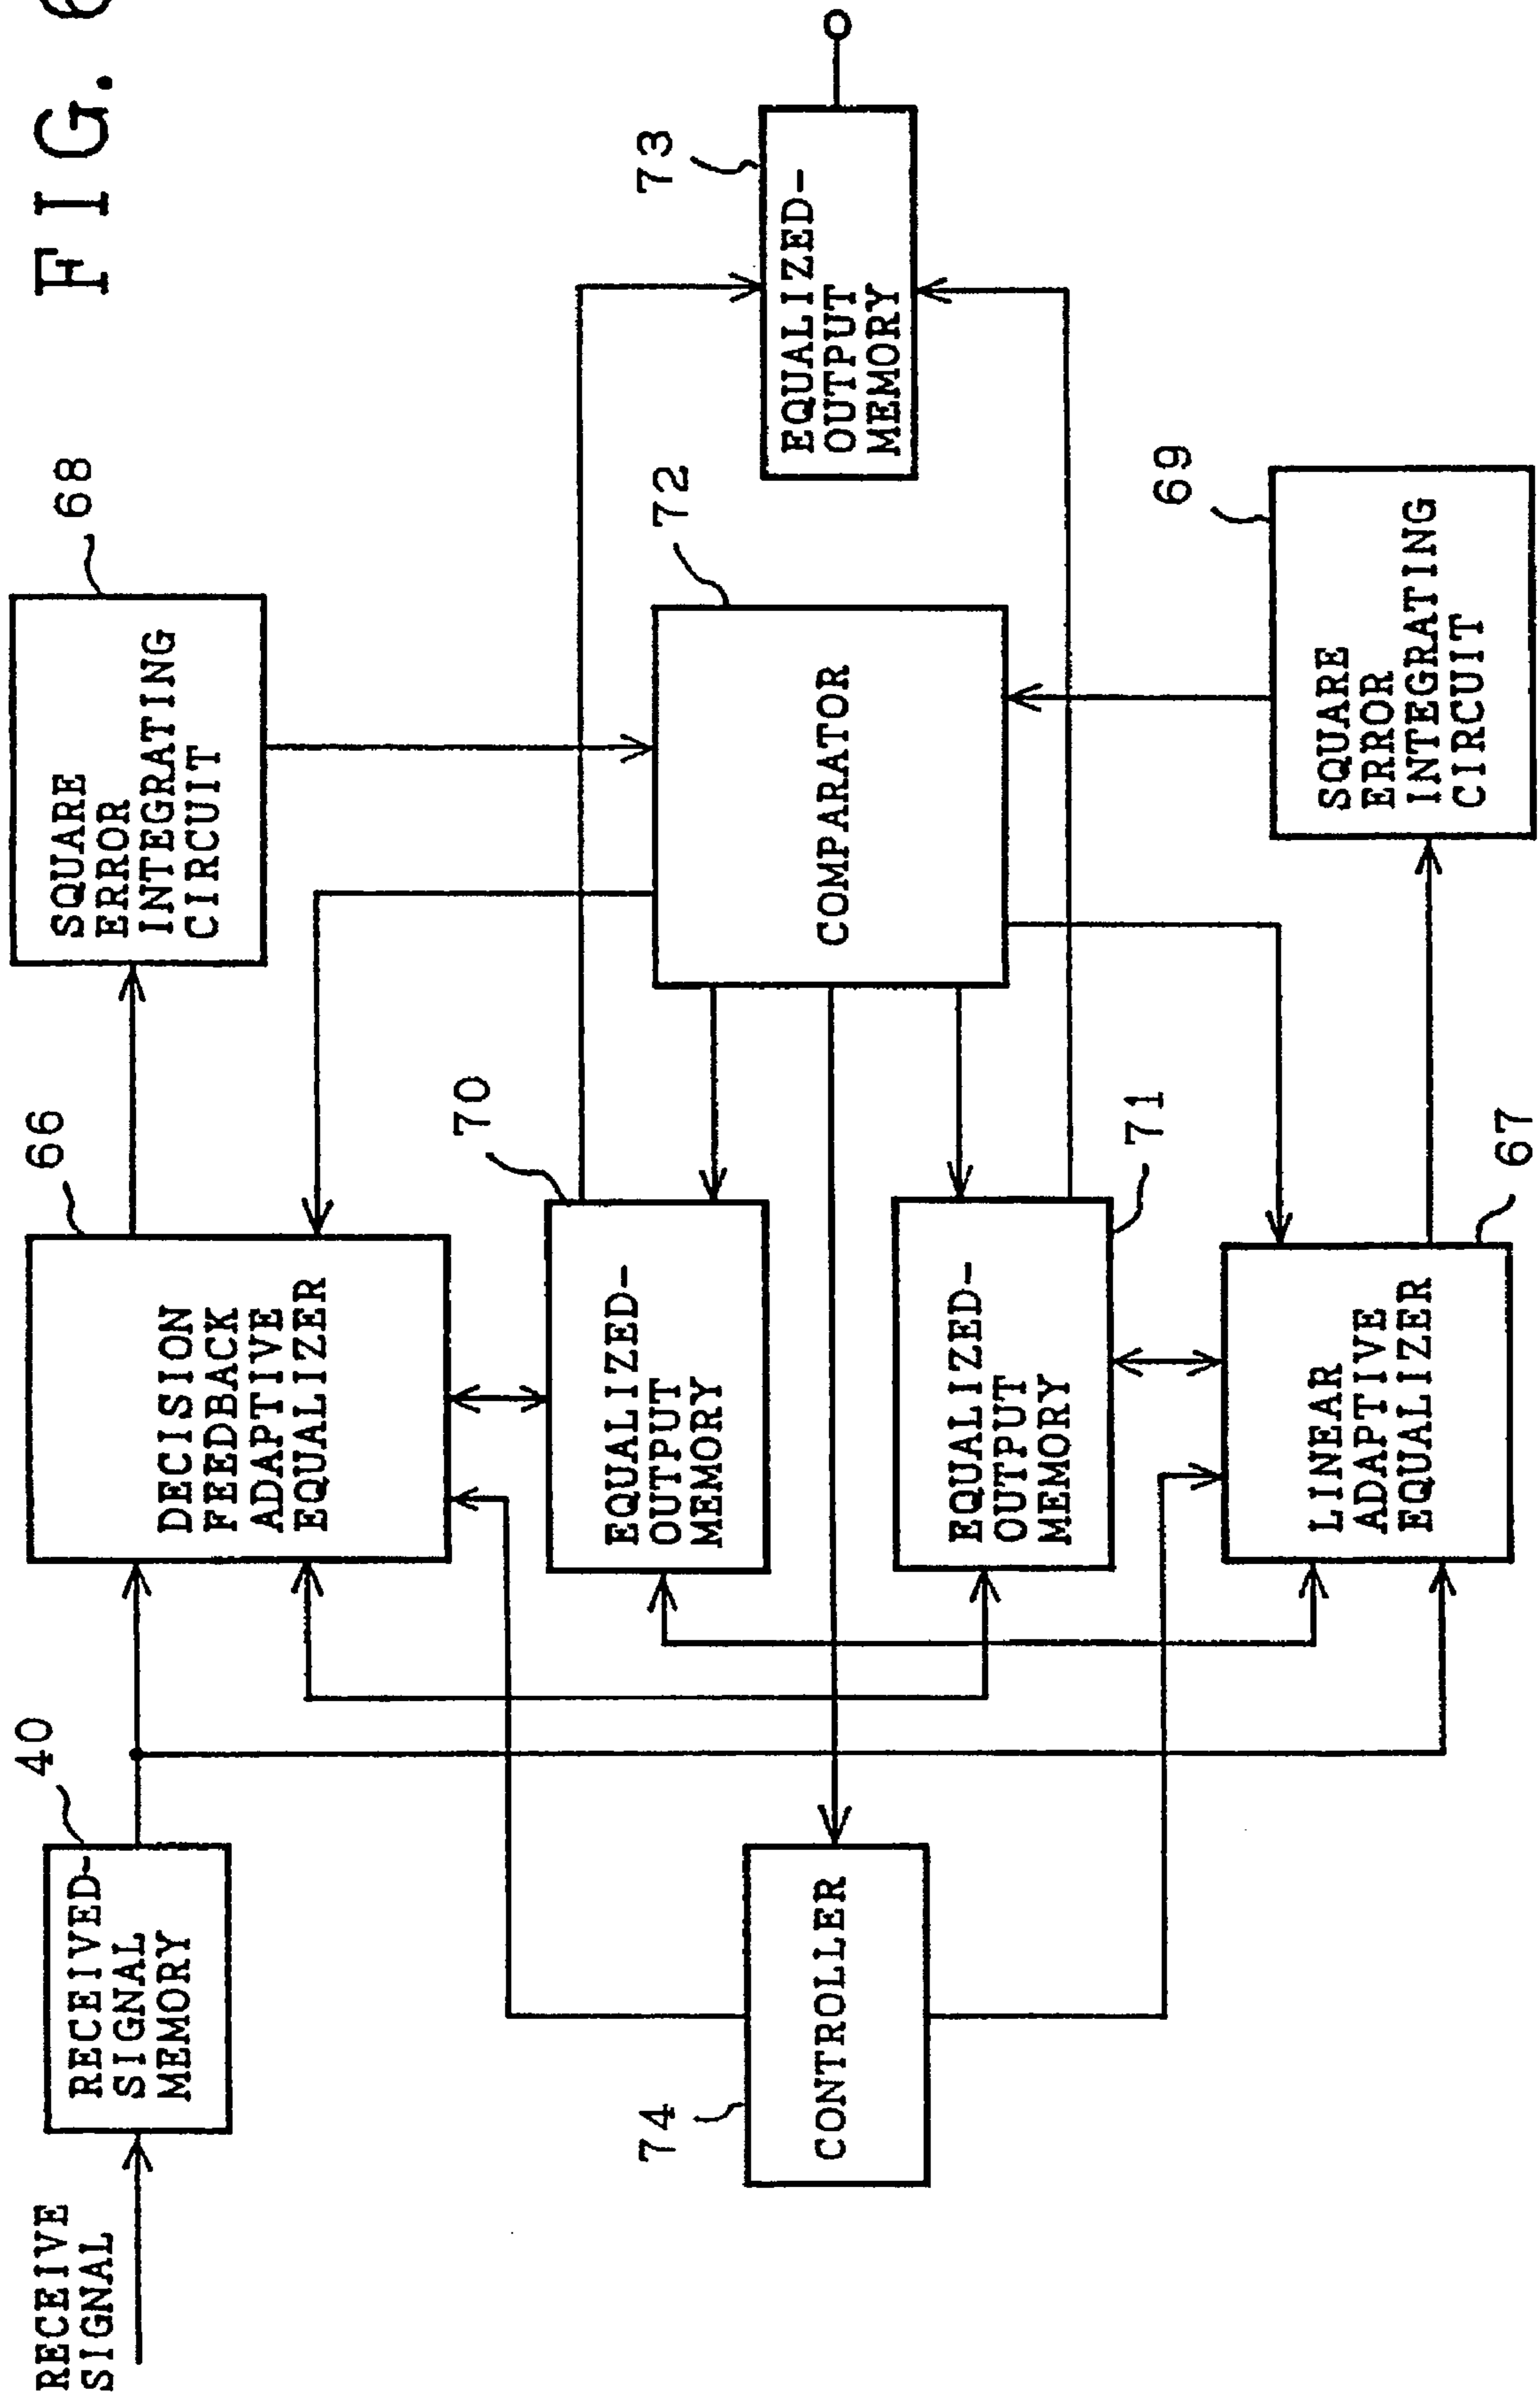 FIG. 6
RECEIVE
SIGNAL
40
RECEIVED-
SIGNAL
MEMORY
66
DECISION
FEEDBACK
ADAPTIVE
EQUALIZER
68
SQUARE
ERROR
INTEGRATING
CIRCUIT
70
EQUALIZED-
OUTPUT
MEMORY
72
COMPARATOR
73
EQUALIZED-
OUTPUT
MEMORY
74
CONTROLLER
71
EQUALIZED-
OUTPUT
MEMORY
67
LINEAR
ADAPTIVE
EQUALIZER
69
SQUARE
ERROR
INTEGRATING
CIRCUIT